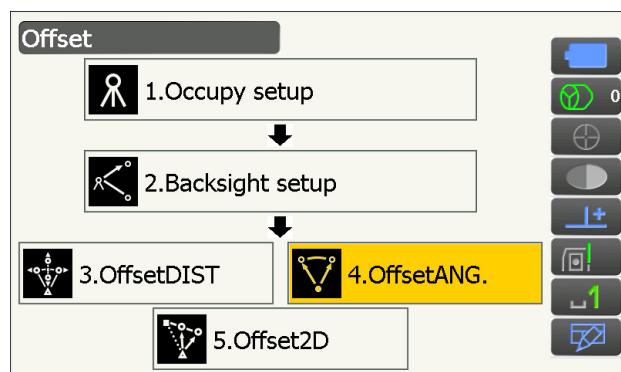 Offset
1.Occupy setup
0
2.Backsight setup
3.OffsetDIST
4.OffsetANG.
1
5.Offset2D